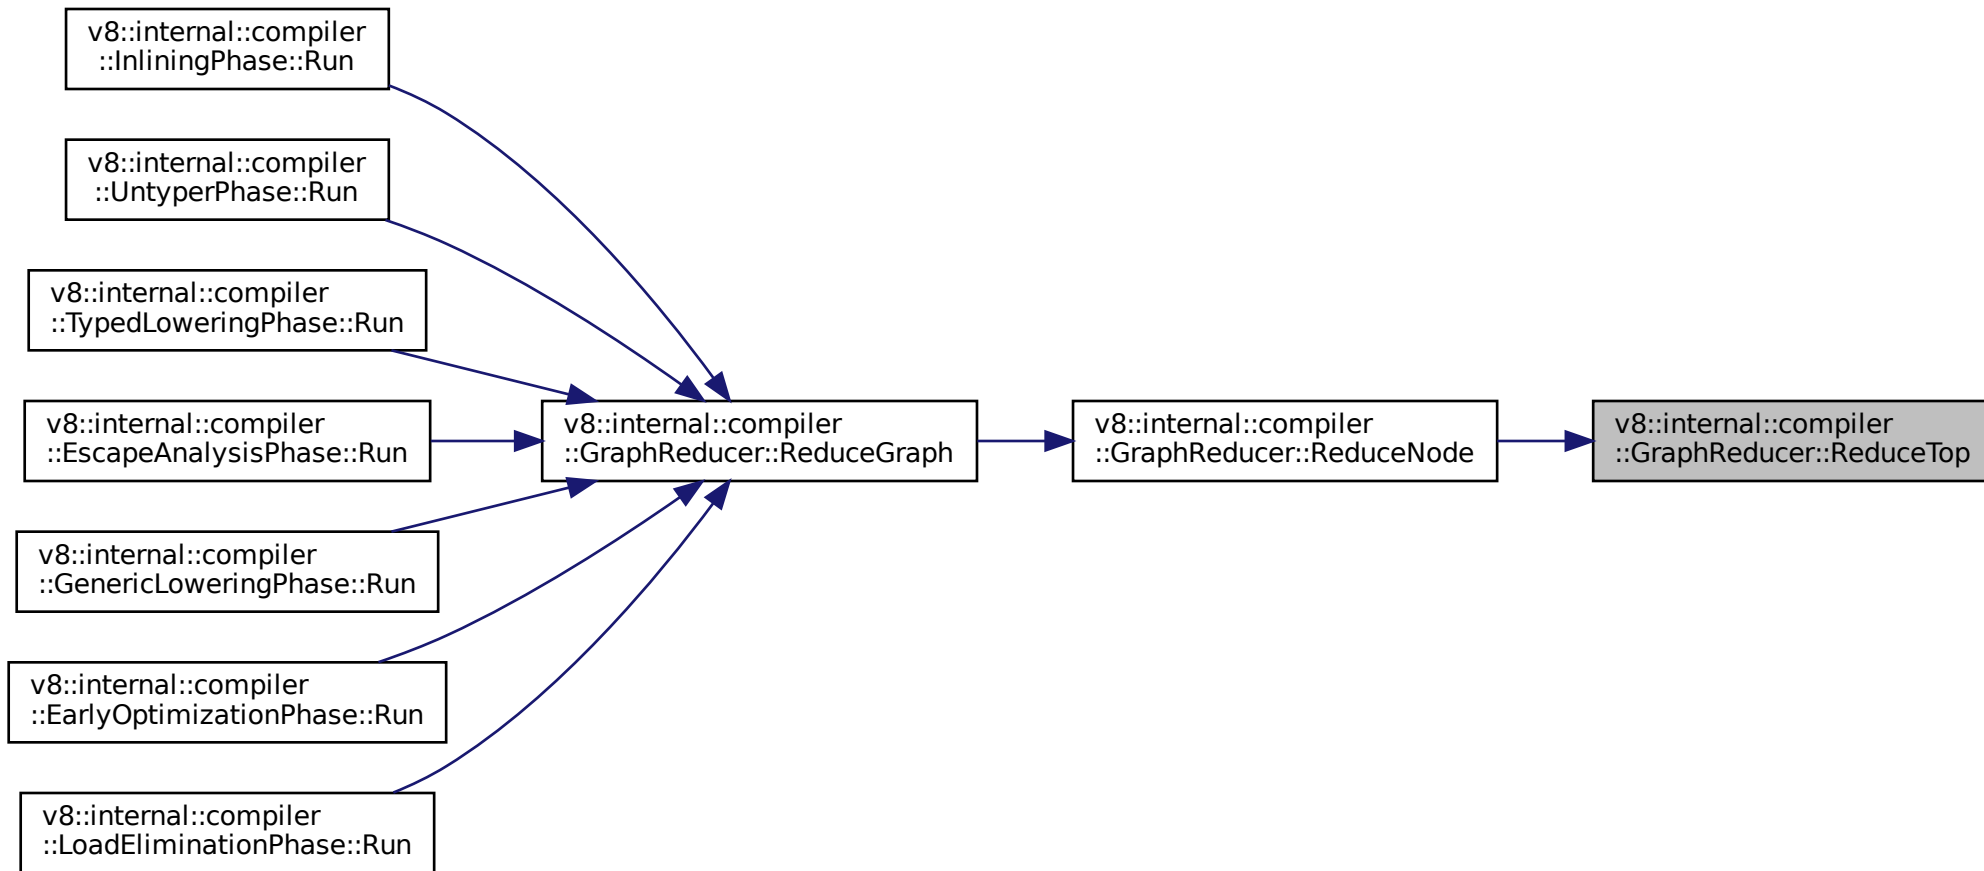 v8::internal::compiler
::InliningPhase::Run
v8::internal::compiler
::UntyperPhase::Run
v8::internal::compiler
::TypedLoweringPhase::Run
v8::internal::compiler
::EscapeAnalysisPhase::Run
v8::internal::compiler
::GraphReducer::ReduceGraph
v8::internal::compiler
::GraphReducer::ReduceNode
v8::internal::compiler
::GraphReducer::ReduceTop
v8::internal::compiler
::GenericLoweringPhase::Run
v8::internal::compiler
::EarlyOptimizationPhase::Run
v8::internal::compiler
::LoadEliminationPhase::Run